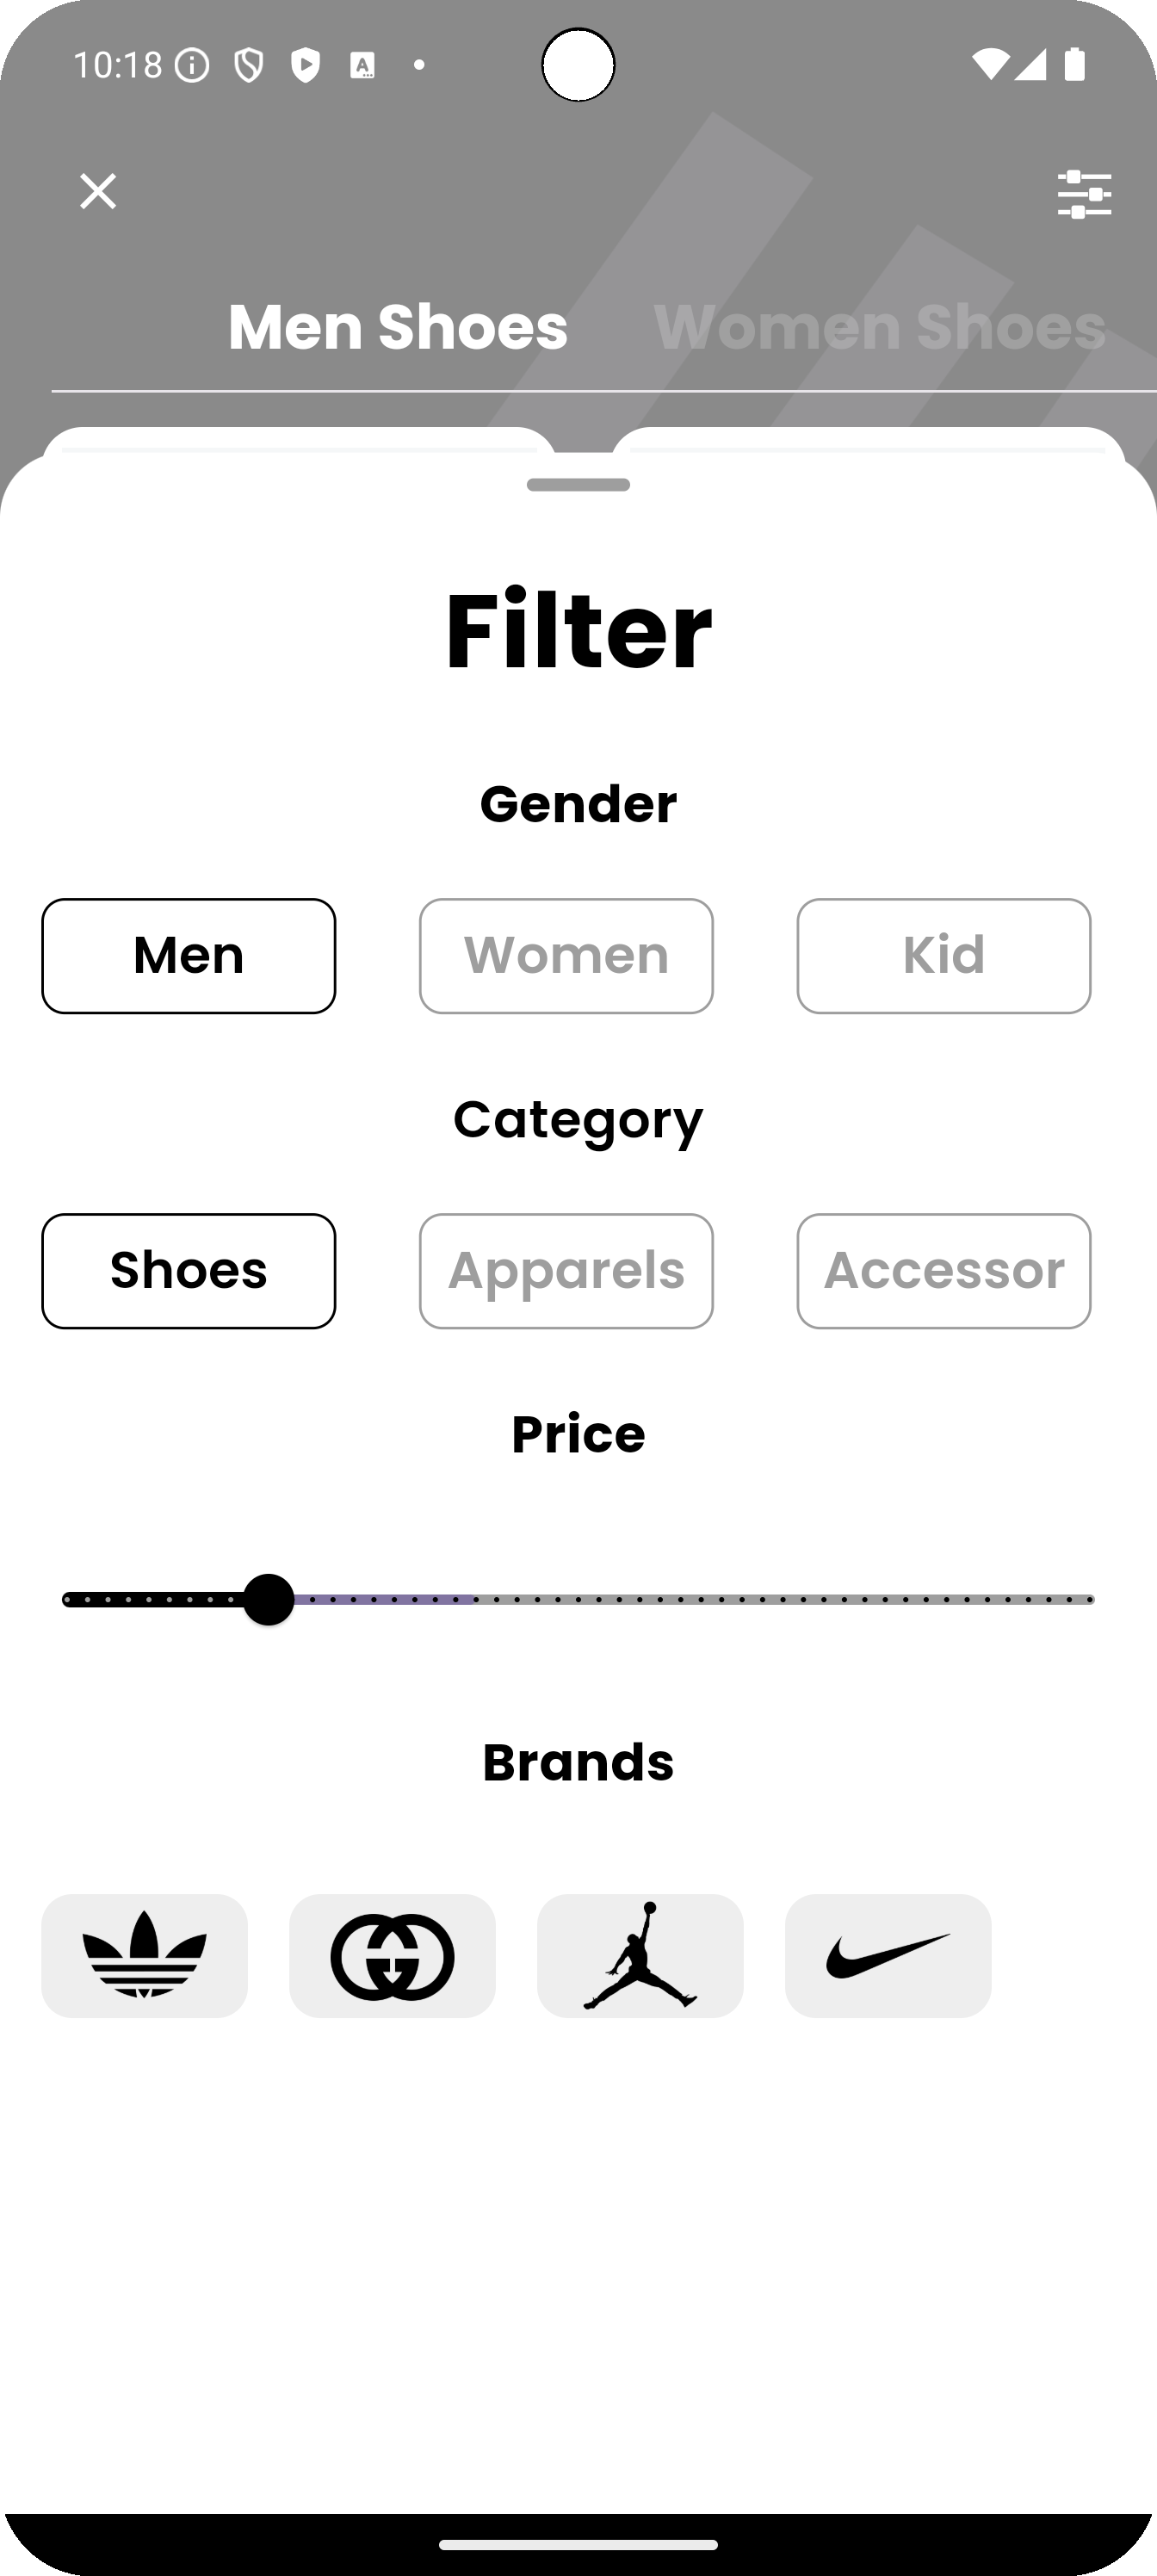 10:18
Men Shoes Women Shoes
Filter
Gender
Men Women Kid
Category
Shoes Apparels Accessor
Price
Brands